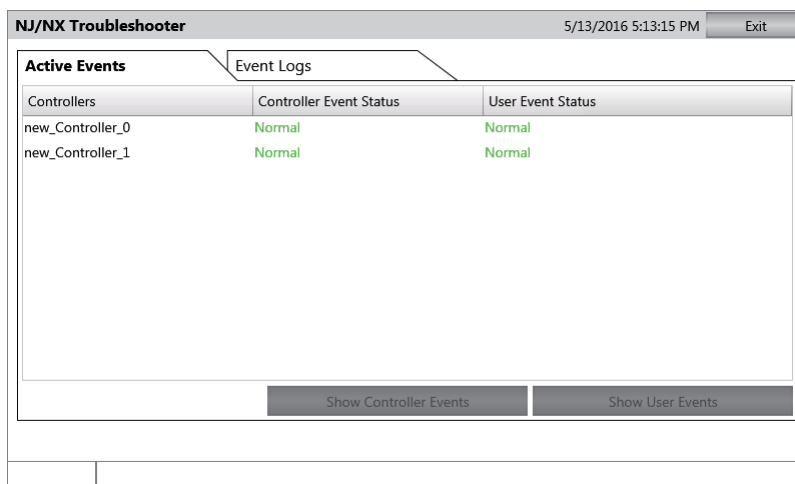 NJ/NX Troubleshooter 5/13/2016 5:13:15 PM Exit
Active Events Event Logs
Controllers Controller Event Status User Event Status
new_Controller_0 Normal Normal
new_Controller_1 Normal Normal
Show Controller Events Show User Events